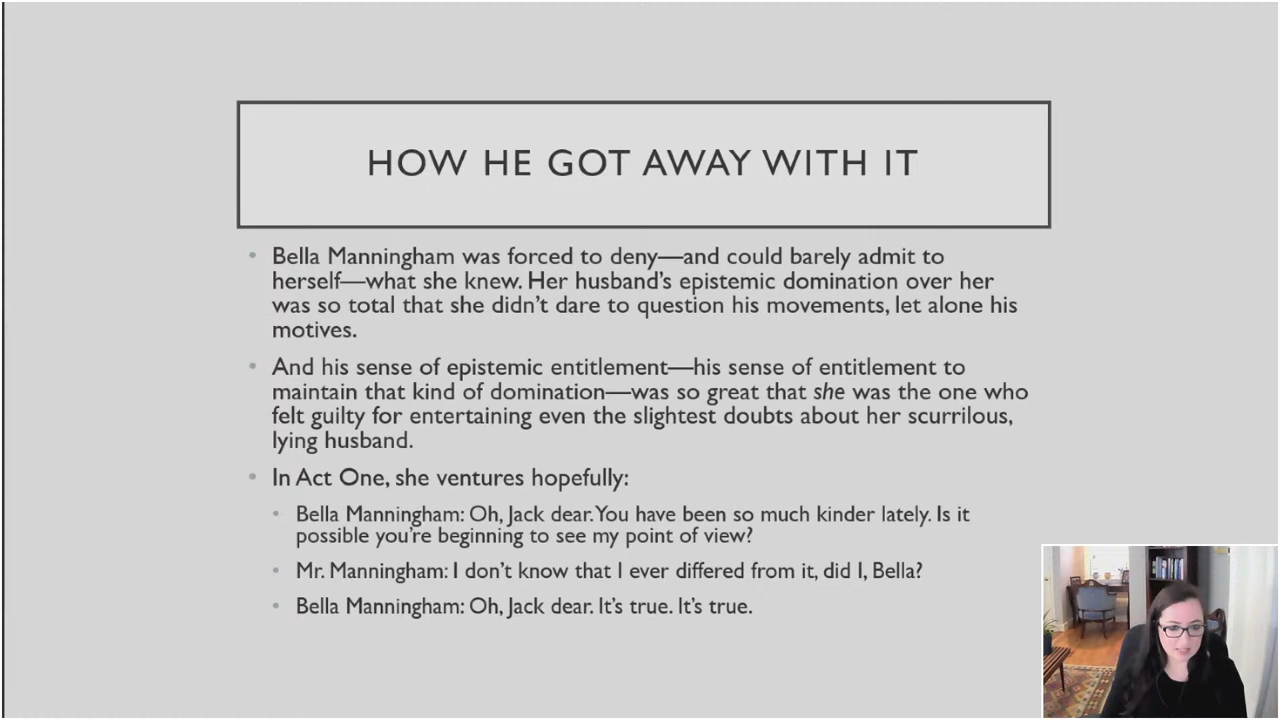 HOW HE GOT AWAY WITH IT
• Bella Manningham was forced to deny—and could barely admit to
herself—what she knew. Her husband's epistemic domination over her
was so total that she didn't dare to question his movements, let alone his
motives.
• And his sense of epistemic entitlement—his sense of entitlement to
maintain that kind of domination—was so great that she was the one who
felt guilty for entertaining even the slightest doubts about her scurrilous,
lying husband.
• In Act One, she ventures hopefully:
• Bella Manningham: Oh, Jack dear. You have been so much kinder lately. Is it
possible you're beginning to see my point of view?
• Mr. Manningham: I don't know that I ever differed from it, did I, Bella?
• Bella Manningham: Oh, Jack dear. It's true. It's true.